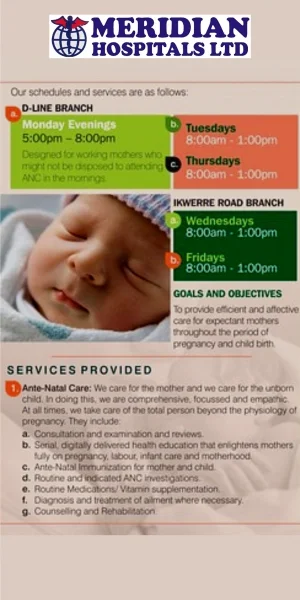 MERIDIAN
HOSPITALS LTD
Our schedules and services are as follows:
a. D-LINE BRANCH
Monday Evenings
5:00pm – 8:00pm
Designed for working mothers who
might not be disposed to attending
ANC in the mornings.
b. Tuesdays
8:00am - 1:00pm
c. Thursdays
8:00am - 1:00pm
IKWERRE ROAD BRANCH
a. Wednesdays
8:00am - 1:00pm
b. Fridays
8:00am - 1:00pm
GOALS AND OBJECTIVES
To provide efficient and affective
care for expectant mothers
throughout the period of
pregnancy and child birth.
SERVICES PROVIDED
1. Ante-Natal Care: We care for the mother and we care for the unborn
child. In doing this, we are comprehensive, focussed and empathic.
At all times, we take care of the total person beyond the physiology of
pregnancy. They include:
a. Consultation and examination and reviews.
b. Serial, digitally delivered health education that enlightens mothers
fully on pregnancy, labour, infant care and motherhood.
c. Ante-Natal Immunization for mother and child.
d. Routine and indicated ANC investigations.
e. Routine Medications/ Vitamin supplementation.
f. Diagnosis and treatment of ailment where necessary.
g. Counselling and Rehabilitation.